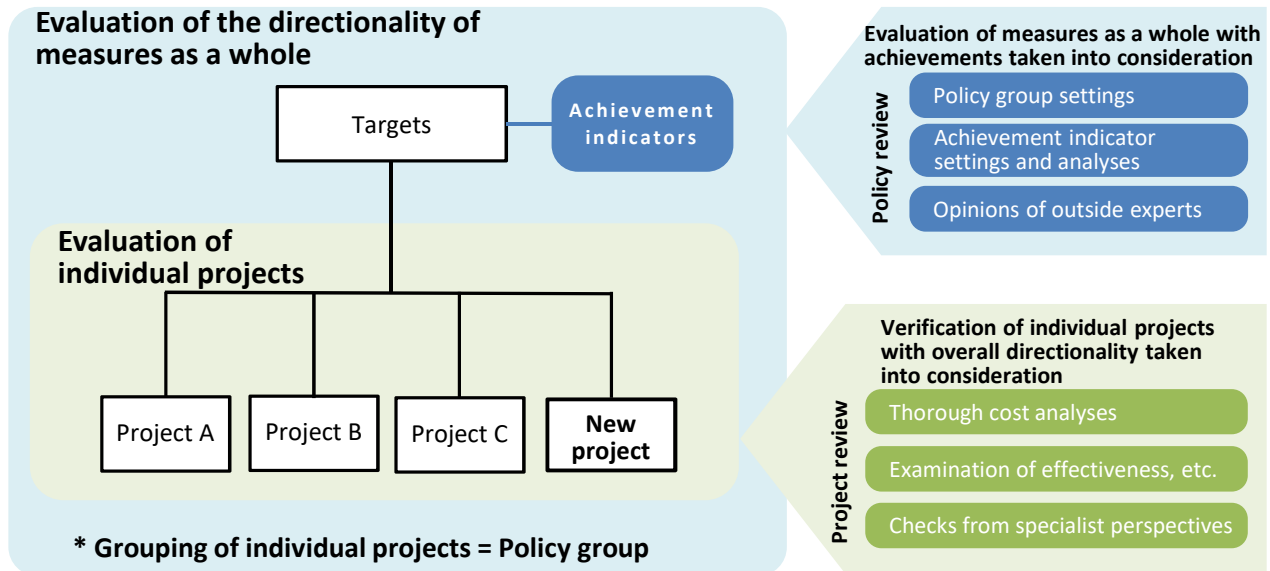 Evaluation of the directionality of
measures as a whole
Targets
Achievement
indicators
Evaluation of
individual projects
Project A
Project B
Project C
New
project
* Grouping of individual projects = Policy group
Evaluation of measures as a whole with
achievements taken into consideration
Policy review
Policy group settings
Achievement indicator
settings and analyses
Opinions of outside experts
Verification of individual projects
with overall directionality taken
into consideration
Project review
Thorough cost analyses
Examination of effectiveness, etc.
Checks from specialist perspectives